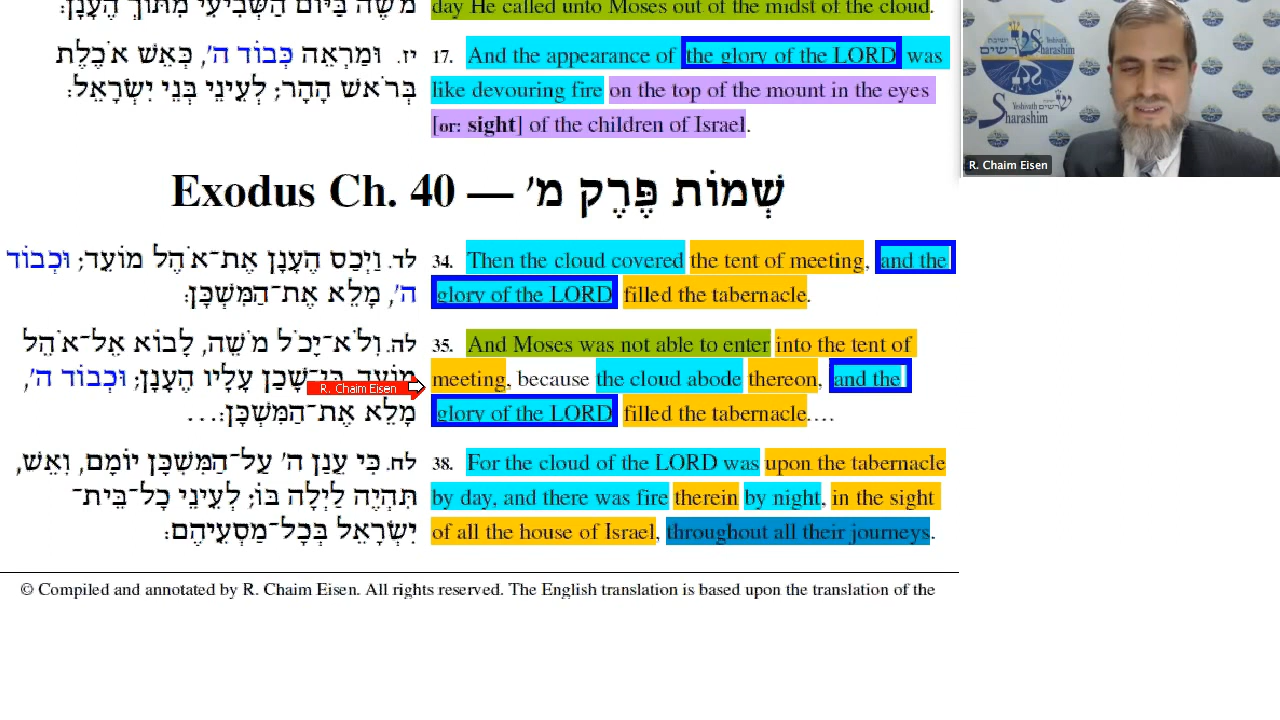 מֹשֶׁה בַּיּוֹם הַשְּׁבִיעִי מִתּוֹךְ הֶעָנָן:
day He called unto Moses out of the midst of the cloud.
יז. וּמַרְאֵה כְּבוֹד ה', כְּאֵשׁ אֹכֶלֶת
בְּרֹאשׁ הָהָר; לְעֵינֵי בְּנֵי יִשְׂרָאֵל:
17. And the appearance of the glory of the LORD was
like devouring fire on the top of the mount in the eyes
[or: sight] of the children of Israel.
Exodus Ch. 40 — שְׁמוֹת פֶּרֶק מ'
לד. וַיְכַס הֶעָנָן אֶת־אֹהֶל מוֹעֵד; וּכְבוֹד
ה', מָלֵא אֶת־הַמִּשְׁכָּן:
34. Then the cloud covered the tent of meeting, and the
glory of the LORD filled the tabernacle.
לה. וְלֹא־יָכֹל מֹשֶׁה, לָבוֹא אֶל־אֹהֶל
מוֹעֵד, כִּי־שָׁכַן עָלָיו הֶעָנָן; וּכְבוֹד ה',
מָלֵא אֶת־הַמִּשְׁכָּן:...
35. And Moses was not able to enter into the tent of
meeting, because the cloud abode thereon, and the
glory of the LORD filled the tabernacle....
לח. כִּי עֲנַן ה' עַל־הַמִּשְׁכָּן יוֹמָם, וְאֵשׁ,
תִּהְיֶה לַיְלָה בּוֹ; לְעֵינֵי כָל־בֵּית־
יִשְׂרָאֵל בְּכָל־מַסְעֵיהֶם:
38. For the cloud of the LORD was upon the tabernacle
by day, and there was fire therein by night, in the sight
of all the house of Israel, throughout all their journeys.
© Compiled and annotated by R. Chaim Eisen. All rights reserved. The English translation is based upon the translation of the
R. Chaim Eisen
ישיבת
שרשים
Yeshivath
Sharashim
Yeshivath שרשים
Sharashim
R. Chaim Eisen